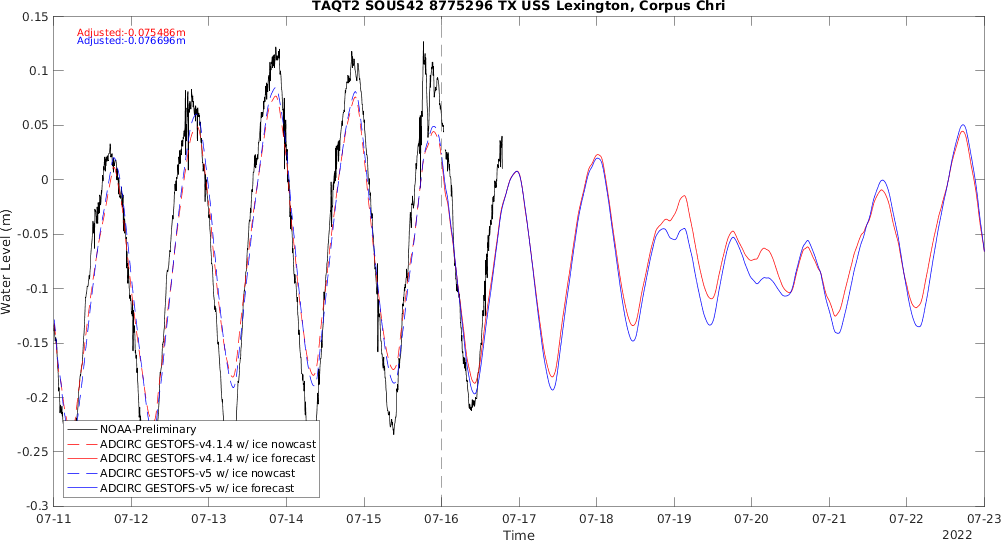 TAQT2 SOUS42 8775296 TX USS Lexington, Corpus Chri
Adjusted:-0.075486m
Adjusted:-0.076696m
0.15
0.1
0.05
0
-0.05
-0.1
-0.15
-0.2
-0.25
-0.3
Water Level (m)
NOAA-Preliminary
ADCIRC GESTOFS-v4.1.4 w/ ice nowcast
ADCIRC GESTOFS-v4.1.4 w/ ice forecast
ADCIRC GESTOFS-v5 w/ ice nowcast
ADCIRC GESTOFS-v5 w/ ice forecast
07-11 07-12 07-13 07-14 07-15 07-16 07-17 07-18 07-19 07-20 07-21 07-22 07-23
Time
2022